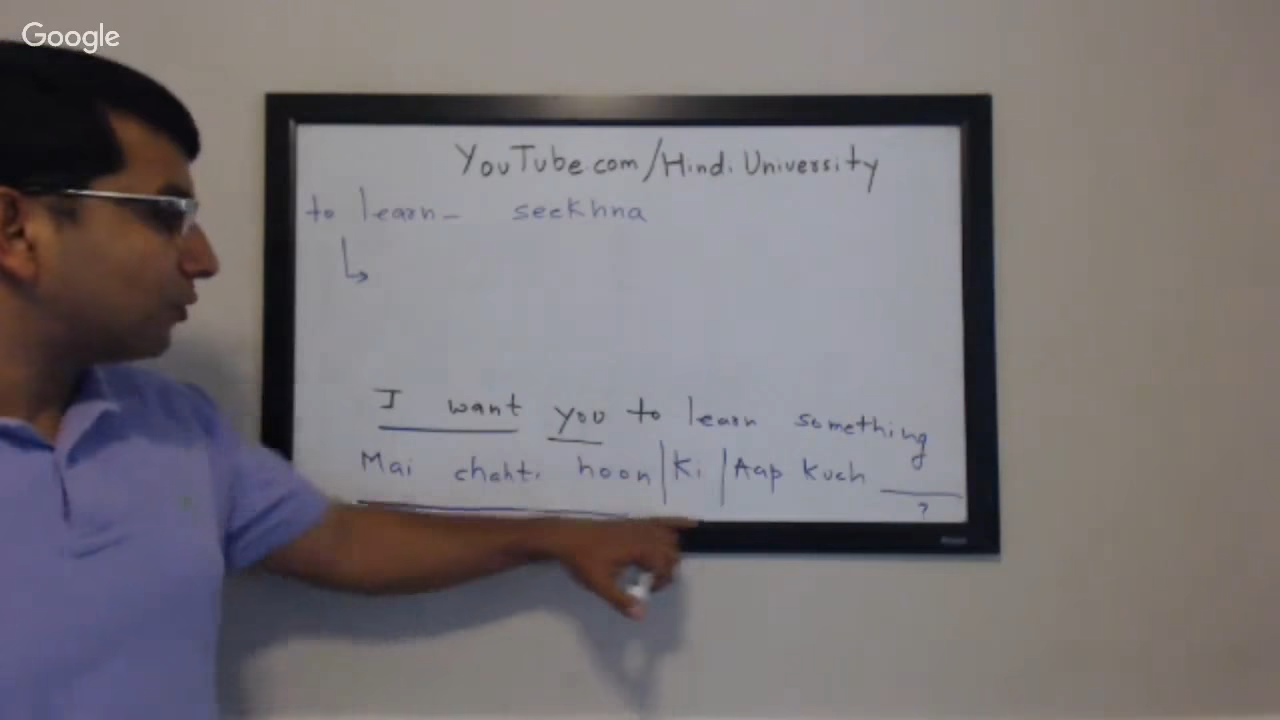 Google
YouTube.com/Hindi University
to learn - seekhna
I want you to learn something
Mai chahti hoon | Ki | Aap kuch ___
?